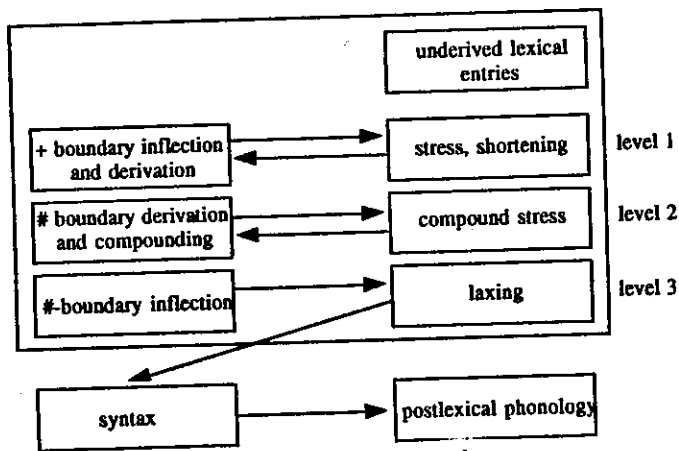 underived lexical
entries
+ boundary inflection
and derivation
stress, shortening
level 1
# boundary derivation
and compounding
compound stress
level 2
#-boundary inflection
laxing
level 3
syntax
postlexical phonology